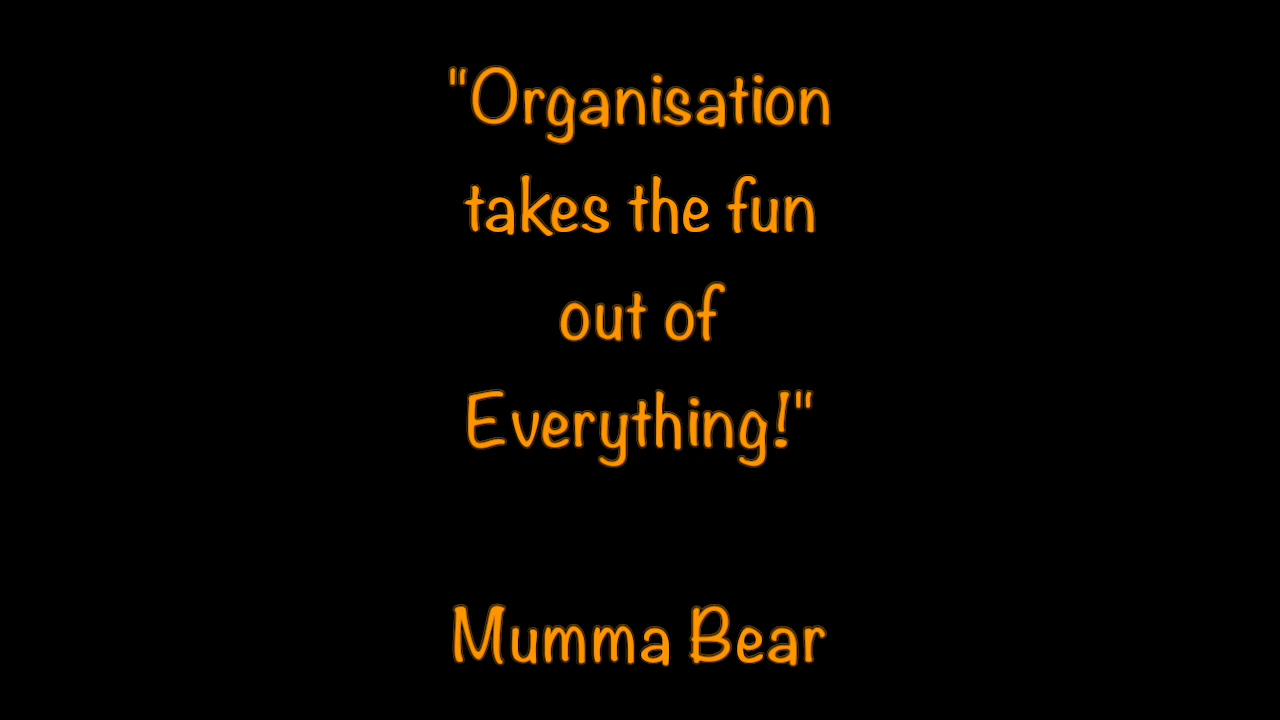 "Organisation
takes the fun
out of
Everything!"
Mumma Bear